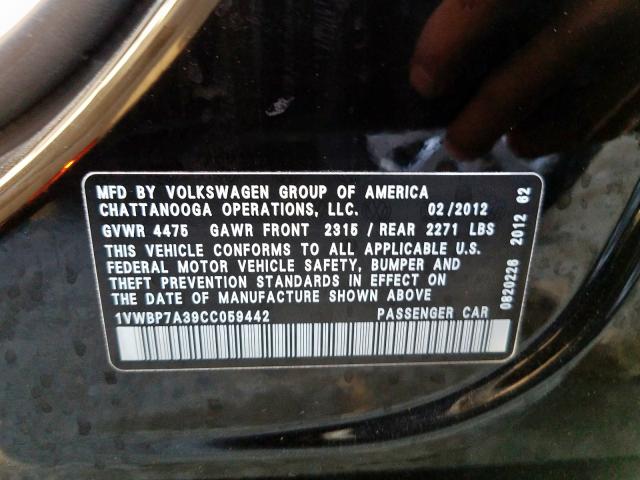 MFD BY VOLKSWAGEN GROUP OF AMERICA
CHATTANOOGA OPERATIONS, LLC. 02/2012
GVWR 4475 GAWR FRONT 2315 / REAR 2271 LBS
THIS VEHICLE CONFORMS TO ALL APPLICABLE U.S.
FEDERAL MOTOR VEHICLE SAFETY, BUMPER AND
THEFT PREVENTION STANDARDS IN EFFECT ON
THE DATE OF MANUFACTURE SHOWN ABOVE
1VWBP7A39CC059442 PASSENGER CAR
0820226 2012 62